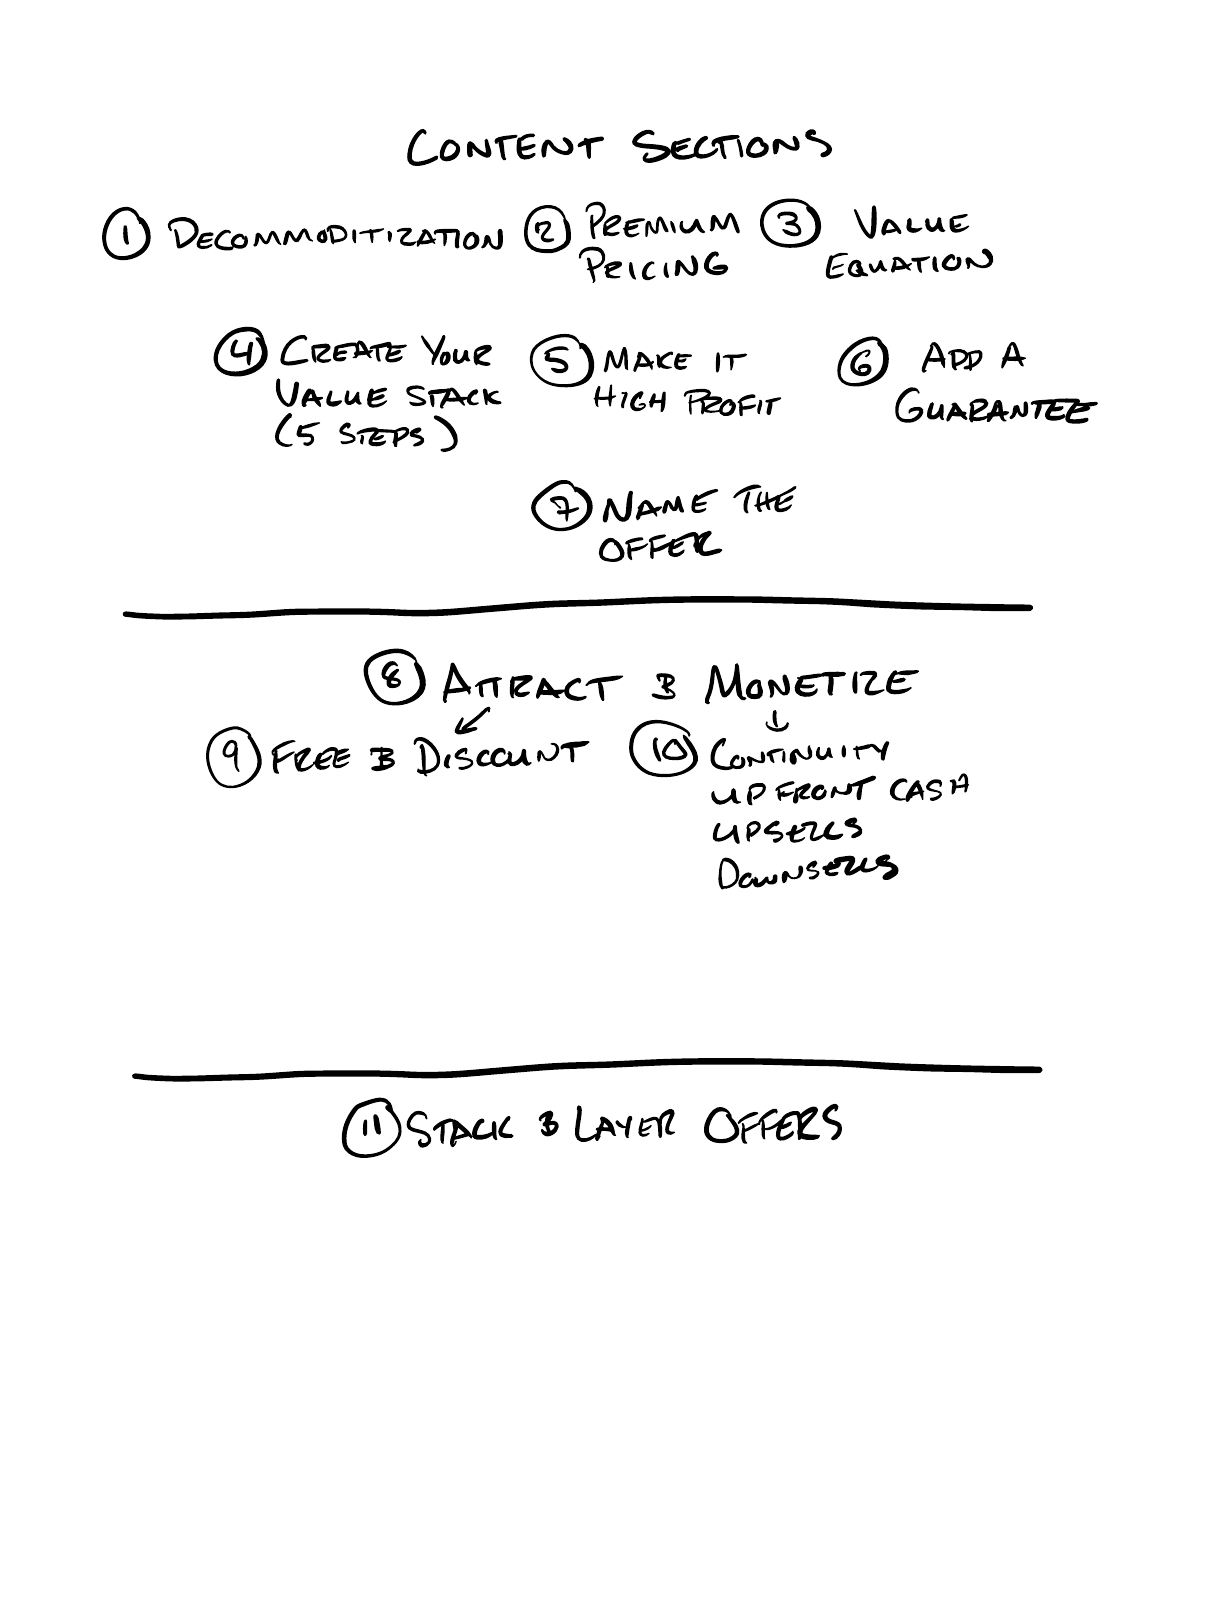 CONTENT SECTIONS
① DECOMMODITIZATION ② PREMIUM PRICING ③ VALUE EQUATION
④ CREATE YOUR VALUE STACK (5 STEPS) ⑤ MAKE IT HIGH PROFIT ⑥ ADD A GUARANTEE
⑦ NAME THE
OFFER
⑧ ATTRACT & MONETIZE
⑨ FREE & DISCOUNT
⑩ CONTINUITY
UPFRONT CASH
UPSELLS
DOWNSELLS
⑪ STACK & LAYER OFFERS